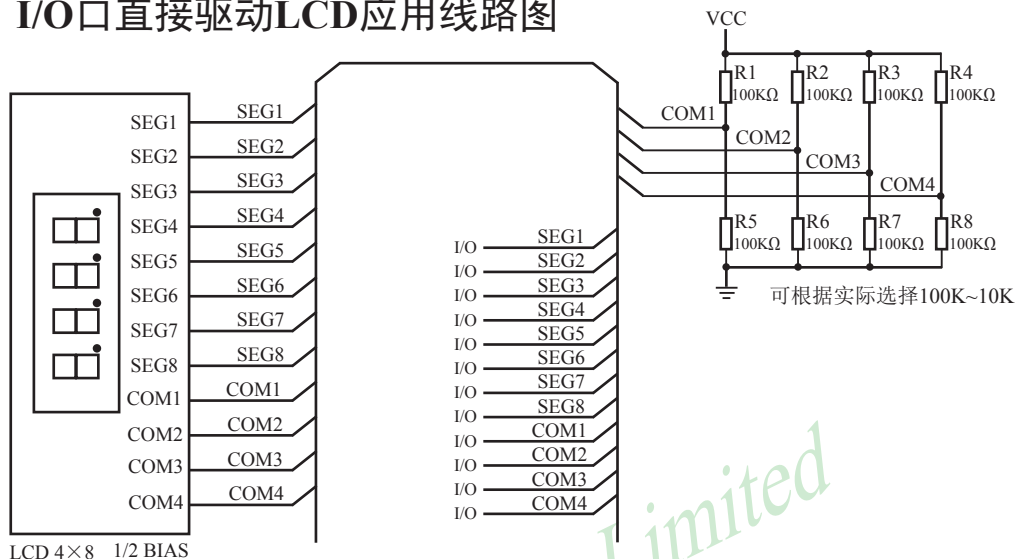 I/O口直接驱动LCD应用线路图
VCC
R1
100KΩ
R2
100KΩ
R3
100KΩ
R4
100KΩ
COM1
COM2
COM3
COM4
R5
100KΩ
R6
100KΩ
R7
100KΩ
R8
100KΩ
可根据实际选择100K~10K
SEG1 SEG1
SEG2 SEG2
SEG3 SEG3
SEG4 SEG4
SEG5 SEG5
SEG6 SEG6
SEG7 SEG7
SEG8 SEG8
COM1 COM1
COM2 COM2
COM3 COM3
COM4 COM4
I/O SEG1
I/O SEG2
I/O SEG3
I/O SEG4
I/O SEG5
I/O SEG6
I/O SEG7
I/O SEG8
I/O COM1
I/O COM2
I/O COM3
I/O COM4
LCD 4×8 1/2 BIAS
Limited